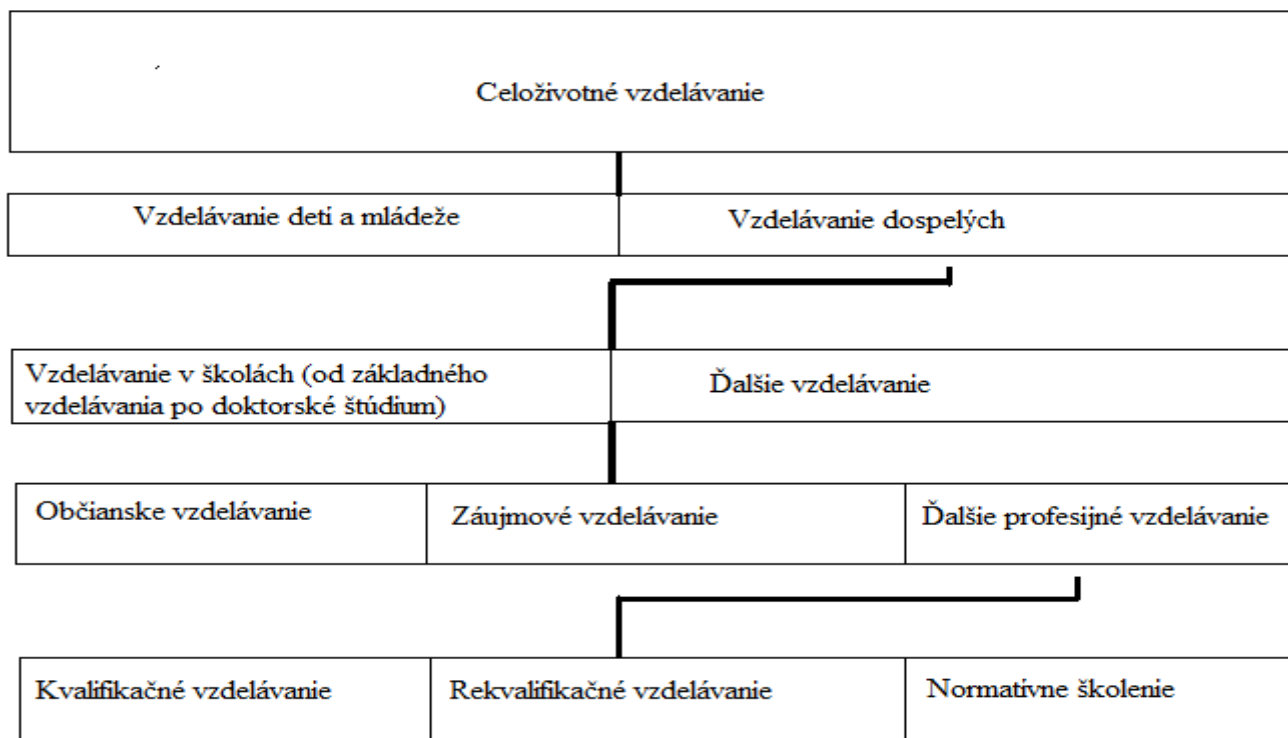 Celoživotné vzdelávanie
Vzdelávanie detí a mládeže
Vzdelávanie dospelých
Vzdelávanie v školách (od základného
vzdelávania po doktorské štúdium)
Ďalšie vzdelávanie
Občianske vzdelávanie
Záujmové vzdelávanie
Ďalšie profesijné vzdelávanie
Kvalifikačné vzdelávanie
Rekvalifikačné vzdelávanie
Normatívne školenie